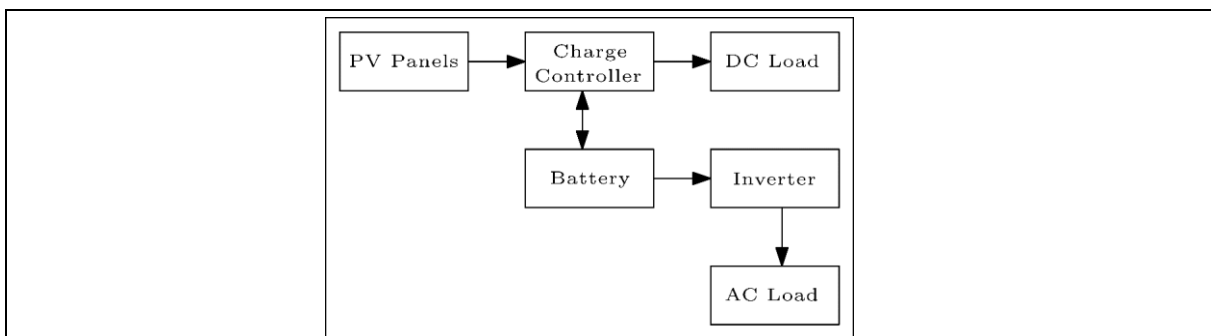 PV Panels
Charge
Controller
DC Load
Battery
Inverter
AC Load